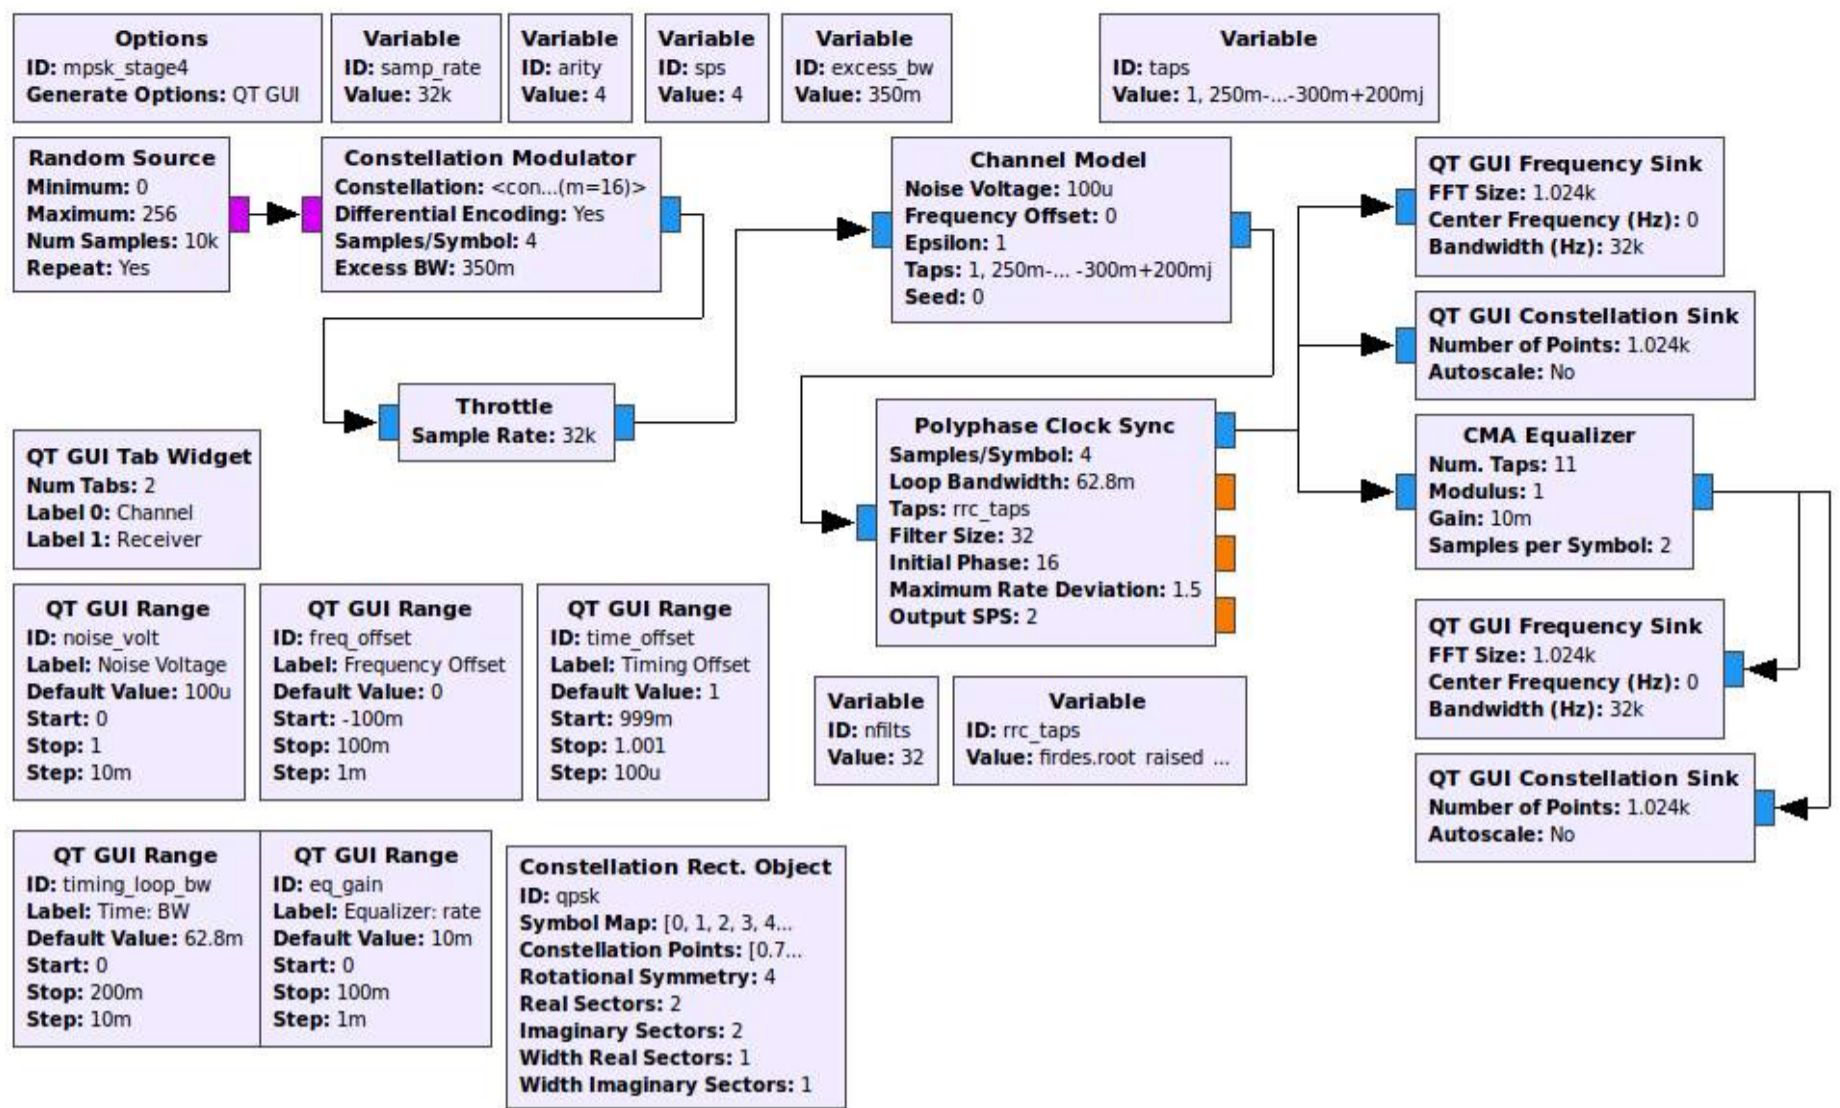 Options
ID: mpsk_stage4
Generate Options: QT GUI
Variable
ID: samp_rate
Value: 32k
Variable
ID: arity
Value: 4
Variable
ID: sps
Value: 4
Variable
ID: excess_bw
Value: 350m
Variable
ID: taps
Value: 1, 250m-...-300m+200mj
Random Source
Minimum: 0
Maximum: 256
Num Samples: 10k
Repeat: Yes
Constellation Modulator
Constellation: <con...(m=16)>
Differential Encoding: Yes
Samples/Symbol: 4
Excess BW: 350m
Channel Model
Noise Voltage: 100u
Frequency Offset: 0
Epsilon: 1
Taps: 1, 250m-... -300m+200mj
Seed: 0
QT GUI Frequency Sink
FFT Size: 1.024k
Center Frequency (Hz): 0
Bandwidth (Hz): 32k
QT GUI Constellation Sink
Number of Points: 1.024k
Autoscale: No
Throttle
Sample Rate: 32k
Polyphase Clock Sync
Samples/Symbol: 4
Loop Bandwidth: 62.8m
Taps: rrc_taps
Filter Size: 32
Initial Phase: 16
Maximum Rate Deviation: 1.5
Output SPS: 2
CMA Equalizer
Num. Taps: 11
Modulus: 1
Gain: 10m
Samples per Symbol: 2
QT GUI Tab Widget
Num Tabs: 2
Label 0: Channel
Label 1: Receiver
QT GUI Range
ID: noise_volt
Label: Noise Voltage
Default Value: 100u
Start: 0
Stop: 1
Step: 10m
QT GUI Range
ID: freq_offset
Label: Frequency Offset
Default Value: 0
Start: -100m
Stop: 100m
Step: 1m
QT GUI Range
ID: time_offset
Label: Timing Offset
Default Value: 1
Start: 999m
Stop: 1.001
Step: 100u
Variable
ID: nfilts
Value: 32
Variable
ID: rrc_taps
Value: firdes.root_raised_...
QT GUI Frequency Sink
FFT Size: 1.024k
Center Frequency (Hz): 0
Bandwidth (Hz): 32k
QT GUI Constellation Sink
Number of Points: 1.024k
Autoscale: No
QT GUI Range
ID: timing_loop_bw
Label: Time: BW
Default Value: 62.8m
Start: 0
Stop: 200m
Step: 10m
QT GUI Range
ID: eq_gain
Label: Equalizer: rate
Default Value: 10m
Start: 0
Stop: 100m
Step: 1m
Constellation Rect. Object
ID: qpsk
Symbol Map: [0, 1, 2, 3, 4...
Constellation Points: [0.7...
Rotational Symmetry: 4
Real Sectors: 2
Imaginary Sectors: 2
Width Real Sectors: 1
Width Imaginary Sectors: 1